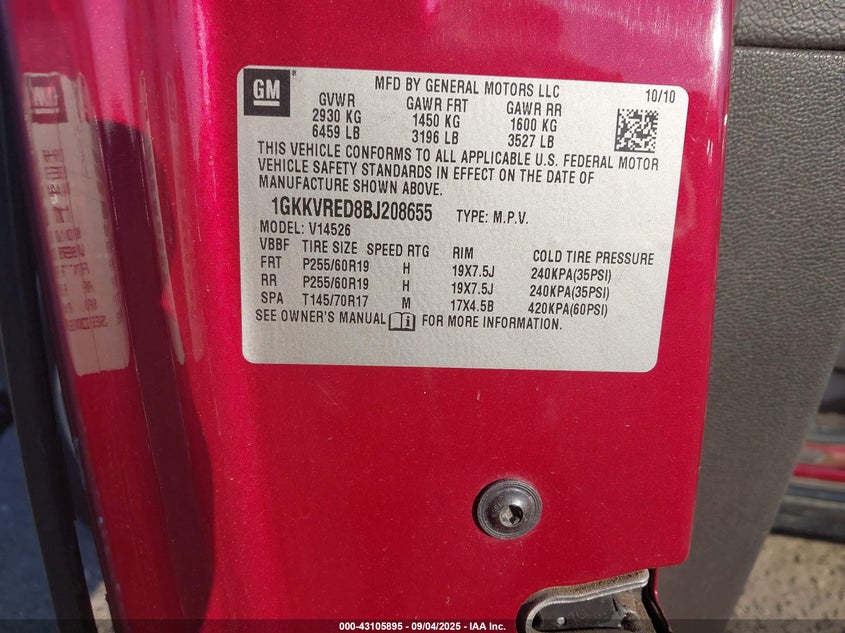 GM
MFD BY GENERAL MOTORS LLC
10/10
GVWR GAWR FRT GAWR RR
2930 KG 1450 KG 1600 KG
6459 LB 3196 LB 3527 LB
THIS VEHICLE CONFORMS TO ALL APPLICABLE U.S. FEDERAL MOTOR
VEHICLE SAFETY STANDARDS IN EFFECT ON THE DATE OF
MANUFACTURE SHOWN ABOVE.
1GKKVRED8BJ208655 TYPE: M.P.V.
MODEL: V14526
VBBF TIRE SIZE SPEED RTG RIM COLD TIRE PRESSURE
FRT P255/60R19 H 19X7.5J 240KPA(35PSI)
RR P255/60R19 H 19X7.5J 240KPA(35PSI)
SPA T145/70R17 M 17X4.5B 420KPA(60PSI)
SEE OWNER'S MANUAL FOR MORE INFORMATION.
000-43105895 - 09/04/2025 - IAA Inc.